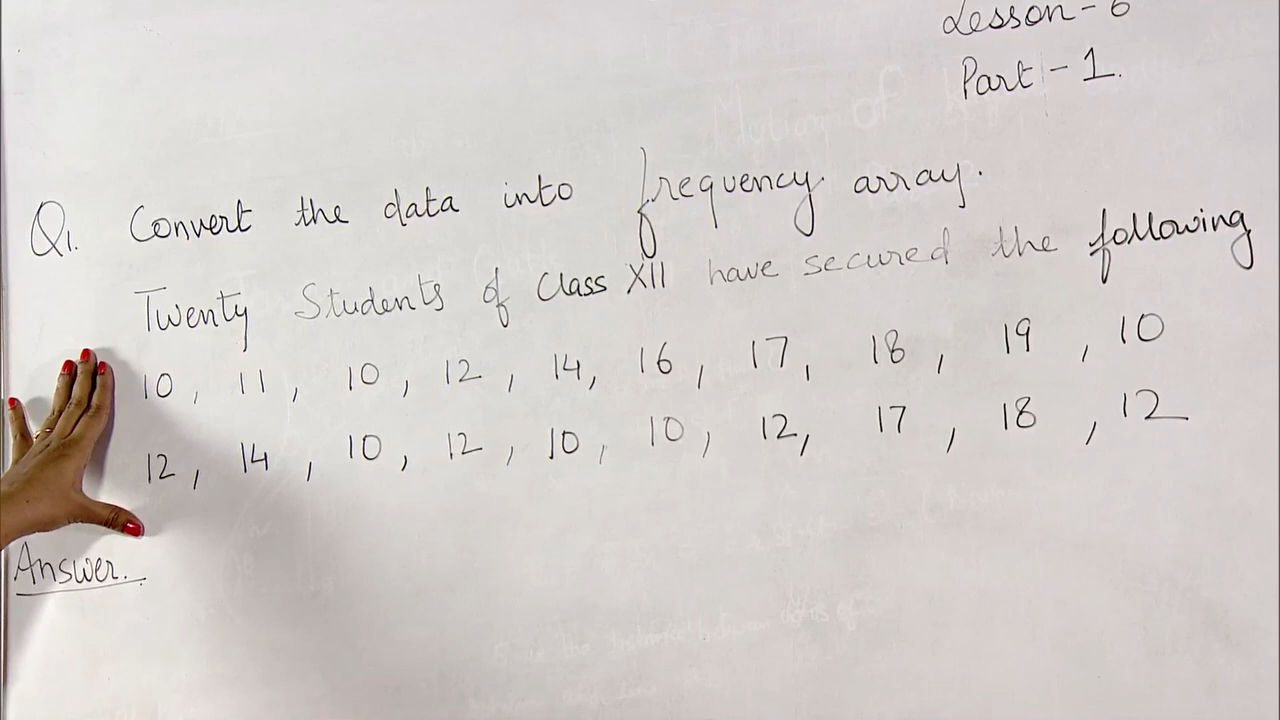 Lesson - 6
Part - 1.
Q1. Convert the data into frequency array.
Twenty Students of Class XII have secured the following
10 , 11 , 10 , 12 , 14, 16 , 17, 18 , 19 , 10
12 , 14 , 10 , 12 , 10 , 10 , 12, 17 , 18 , 12
Answer.